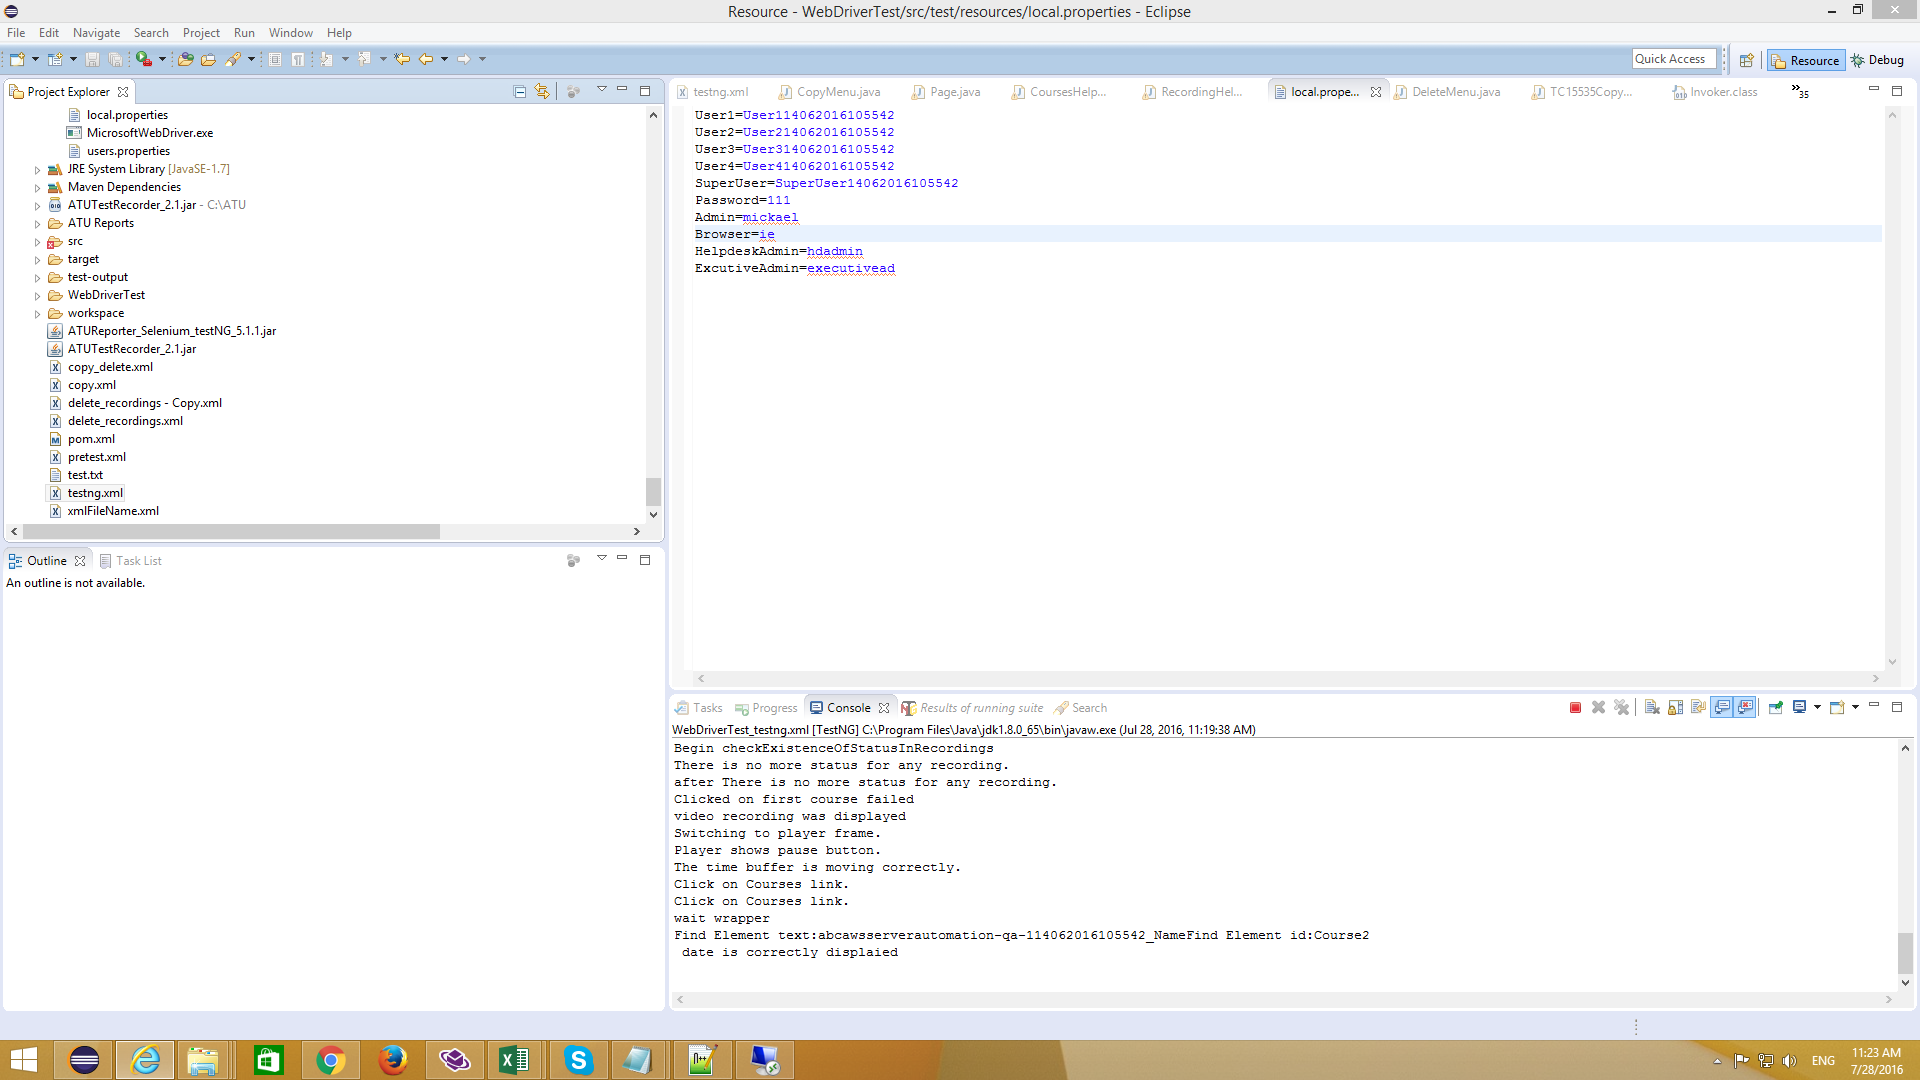 Resource - WebDriverTest/src/test/resources/local.properties - Eclipse
File Edit Navigate Search Project Run Window Help
Quick Access
Resource
Debug
Project Explorer
local.properties
MicrosoftWebDriver.exe
users.properties
JRE System Library [JavaSE-1.7]
Maven Dependencies
ATUTestRecorder_2.1.jar - C:\ATU
ATU Reports
src
target
test-output
WebDriverTest
workspace
ATUReporter_Selenium_testNG_5.1.1.jar
ATUTestRecorder_2.1.jar
copy_delete.xml
copy.xml
delete_recordings - Copy.xml
delete_recordings.xml
pom.xml
pretest.xml
test.txt
testng.xml
xmlFileName.xml
Outline
Task List
An outline is not available.
testng.xml CopyMenu.java Page.java CoursesHelp... RecordingHel... local.prope... DeleteMenu.java TC15535Copy... Invoker.class »35
User1=User114062016105542
User2=User214062016105542
User3=User314062016105542
User4=User414062016105542
SuperUser=SuperUser14062016105542
Password=111
Admin=mickael
Browser=ie
HelpdeskAdmin=hdadmin
ExcutiveAdmin=executivead
Tasks Progress Console Results of running suite Search
WebDriverTest_testng.xml [TestNG] C:\Program Files\Java\jdk1.8.0_65\bin\javaw.exe (Jul 28, 2016, 11:19:38 AM)
Begin checkExistenceOfStatusInRecordings
There is no more status for any recording.
after There is no more status for any recording.
Clicked on first course failed
video recording was displayed
Switching to player frame.
Player shows pause button.
The time buffer is moving correctly.
Click on Courses link.
Click on Courses link.
wait wrapper
Find Element text:abcawsserverautomation-qa-114062016105542_NameFind Element id:Course2
date is correctly displaied
ENG
11:23 AM
7/28/2016